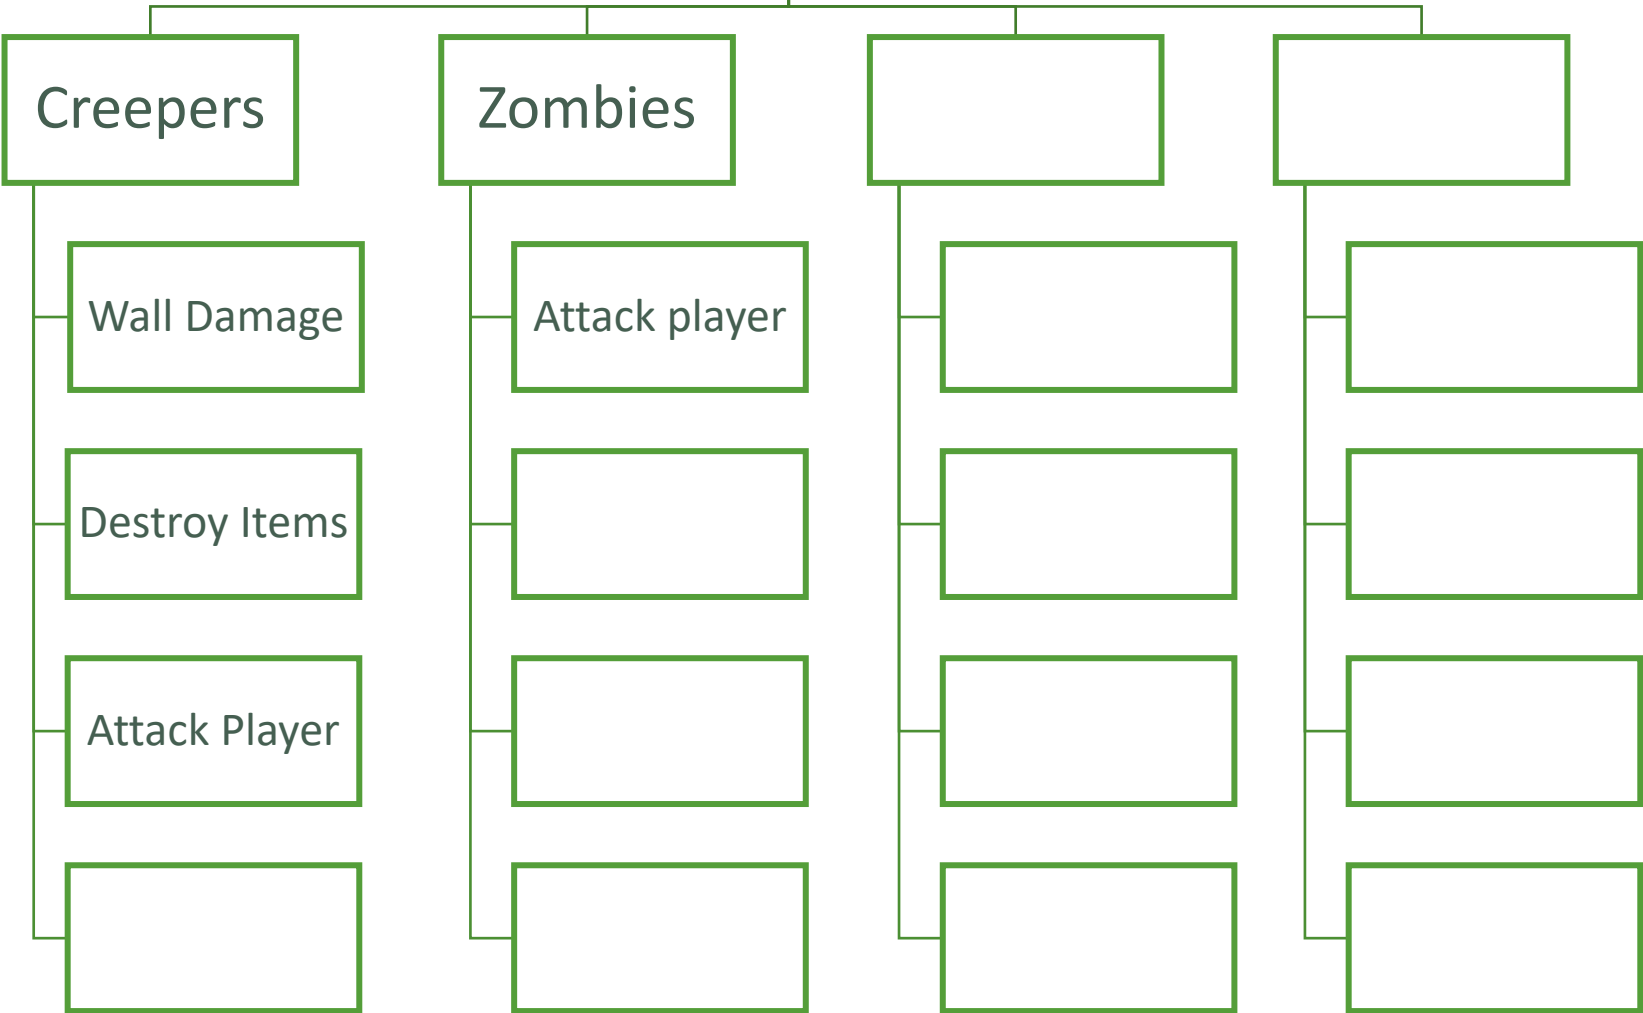 Creepers
Zombies
Wall Damage
Attack player
Destroy Items
Attack Player